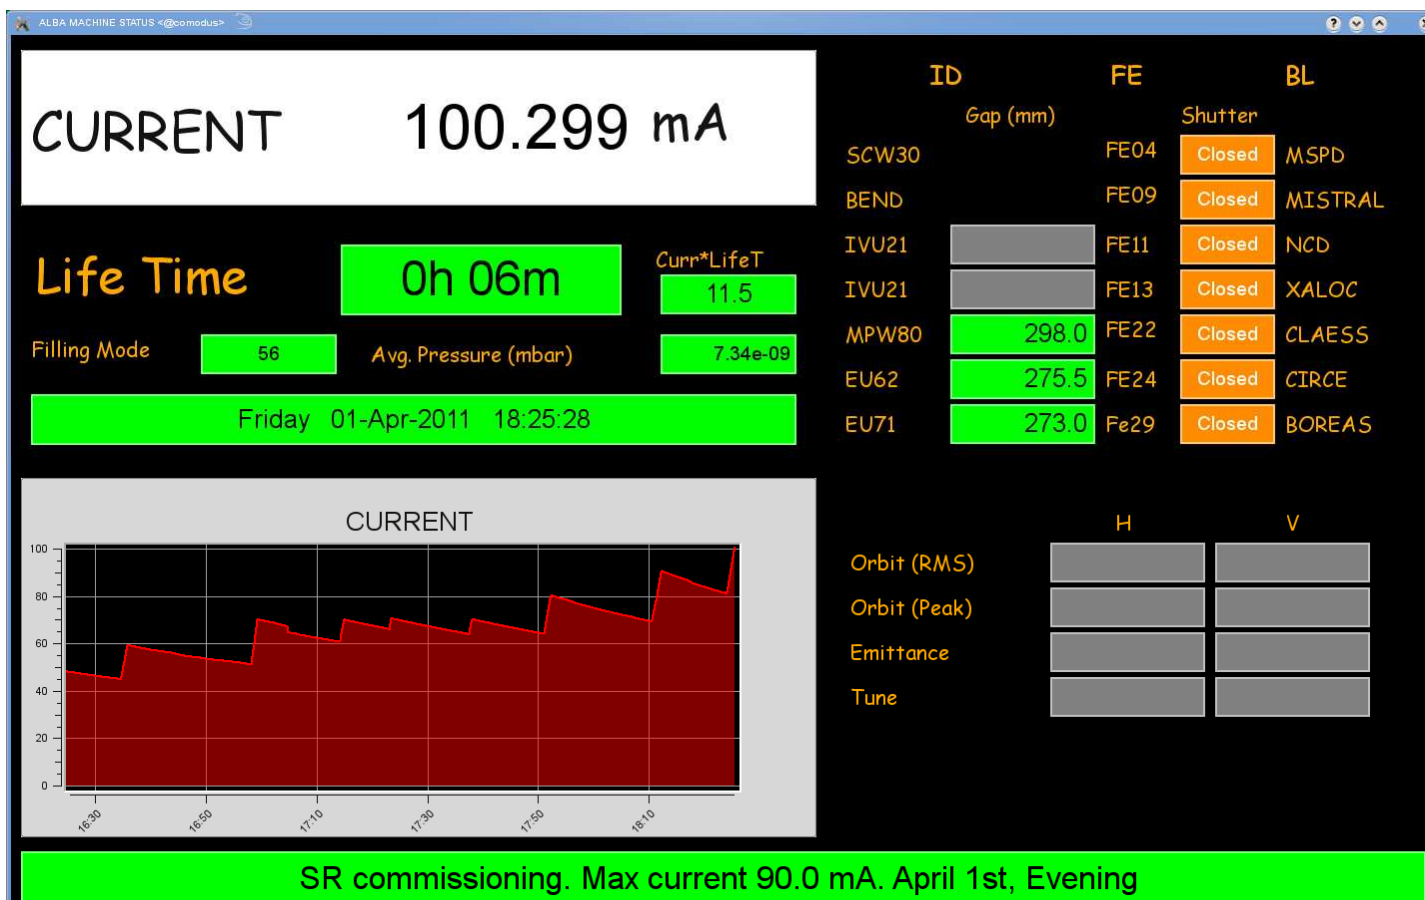 ALBA MACHINE STATUS <@comodus>
CURRENT 100.299 mA
Life Time 0h 06m
Curr*LifeT
11.5
Filling Mode 56 Avg. Pressure (mbar) 7.34e-09
Friday 01-Apr-2011 18:25:28
ID FE BL
Gap (mm) Shutter
SCW30 FE04 Closed MSPD
BEND FE09 Closed MISTRAL
IVU21 FE11 Closed NCD
IVU21 FE13 Closed XALOC
MPW80 298.0 FE22 Closed CLAESS
EU62 275.5 FE24 Closed CIRCE
EU71 273.0 Fe29 Closed BOREAS
CURRENT
100
80
60
40
20
0
16:30 16:50 17:10 17:30 17:50 18:10
H V
Orbit (RMS)
Orbit (Peak)
Emittance
Tune
SR commissioning. Max current 90.0 mA. April 1st, Evening